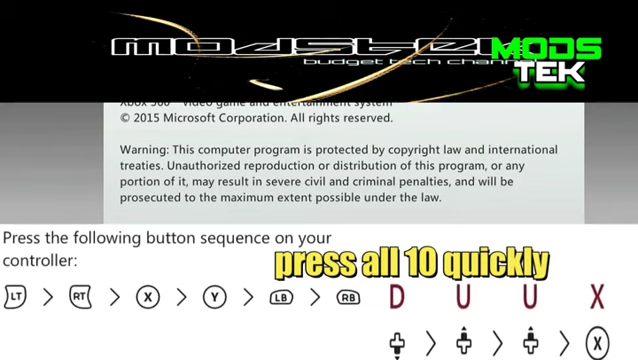 modstek
budget tech channel
MODS
TEK
Xbox 360 video game and entertainment system
© 2015 Microsoft Corporation. All rights reserved.
Warning: This computer program is protected by copyright law and international
treaties. Unauthorized reproduction or distribution of this program, or any
portion of it, may result in severe civil and criminal penalties, and will be
prosecuted to the maximum extent possible under the law.
Press the following button sequence on your
controller:
press all 10 quickly
LT > RT > X > Y > LB > RB D U U X
> > > X